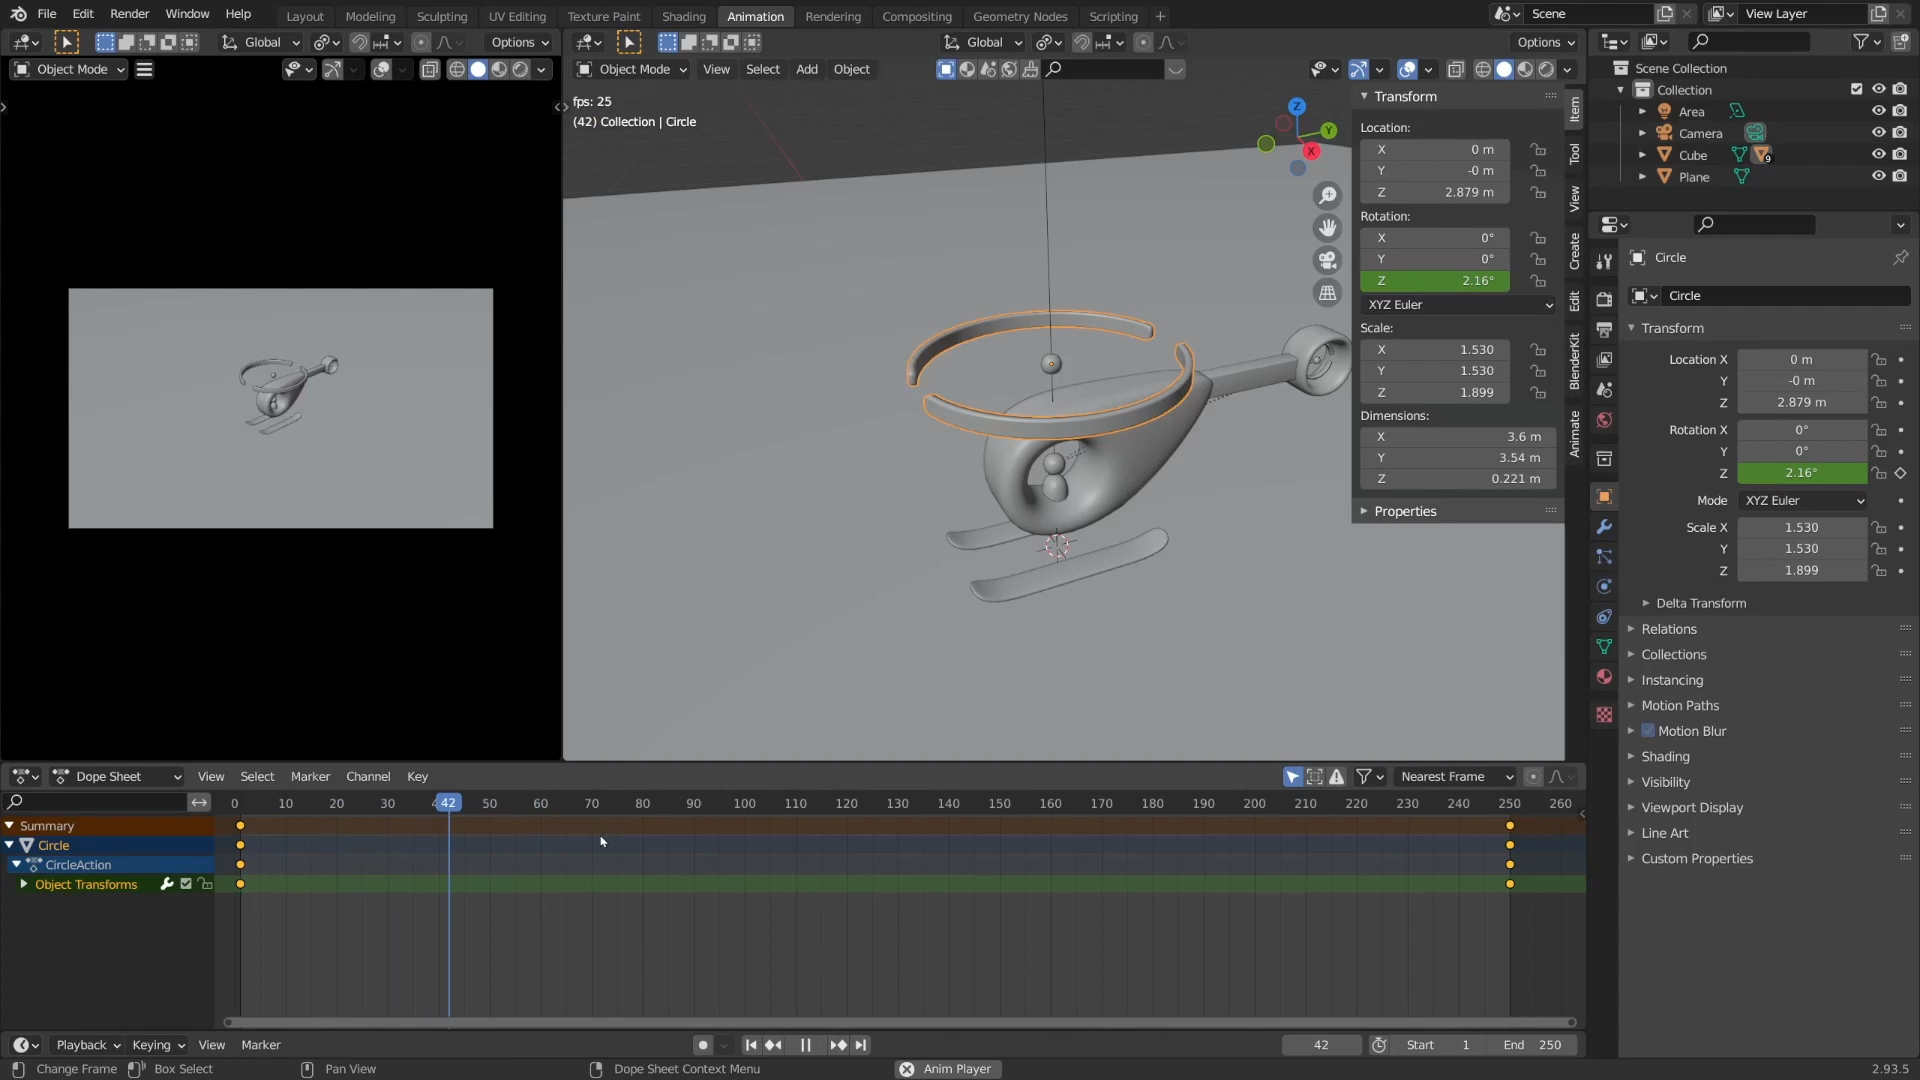 File Edit Render Window Help Layout Modeling Sculpting UV Editing Texture Paint Shading Animation Rendering Compositing Geometry Nodes Scripting + Scene View Layer
Global Options Global Options
Object Mode Object Mode View Select Add Object
fps: 25
(42) Collection | Circle
Z
Y
X
Transform
Location:
X 0 m
Y -0 m
Z 2.879 m
Rotation:
X 0°
Y 0°
Z 2.16°
XYZ Euler
Scale:
X 1.530
Y 1.530
Z 1.899
Dimensions:
X 3.6 m
Y 3.54 m
Z 0.221 m
Properties
Item
Tool
View
Create
Edit
BlenderKit
Animate
Scene Collection
Collection
Area
Camera
Cube 9
Plane
Circle
Circle
Transform
Location X 0 m
Y -0 m
Z 2.879 m
Rotation X 0°
Y 0°
Z 2.16°
Mode XYZ Euler
Scale X 1.530
Y 1.530
Z 1.899
Delta Transform
Relations
Collections
Instancing
Motion Paths
Motion Blur
Shading
Visibility
Viewport Display
Line Art
Custom Properties
Dope Sheet View Select Marker Channel Key Nearest Frame
0 10 20 30 42 50 60 70 80 90 100 110 120 130 140 150 160 170 180 190 200 210 220 230 240 250 260
Summary
Circle
CircleAction
Object Transforms
Playback Keying View Marker 42 Start 1 End 250
Change Frame Box Select Pan View Dope Sheet Context Menu Anim Player 2.93.5